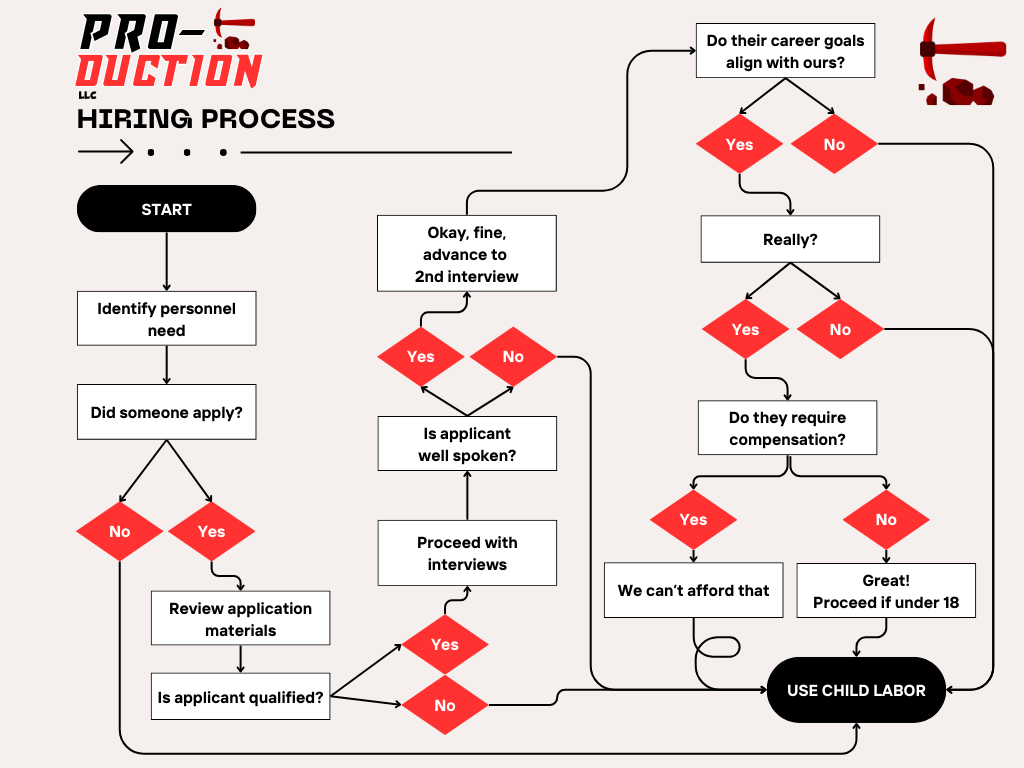 PRO-
DUCTION
LLC
HIRING PROCESS
START
Identify personnel
need
Did someone apply?
No
Yes
Review application
materials
Is applicant qualified?
Yes
No
Proceed with
interviews
Is applicant
well spoken?
Yes
No
Okay, fine,
advance to
2nd interview
Do their career goals
align with ours?
Yes
No
Really?
Yes
No
Do they require
compensation?
Yes
No
We can't afford that
Great!
Proceed if under 18
USE CHILD LABOR